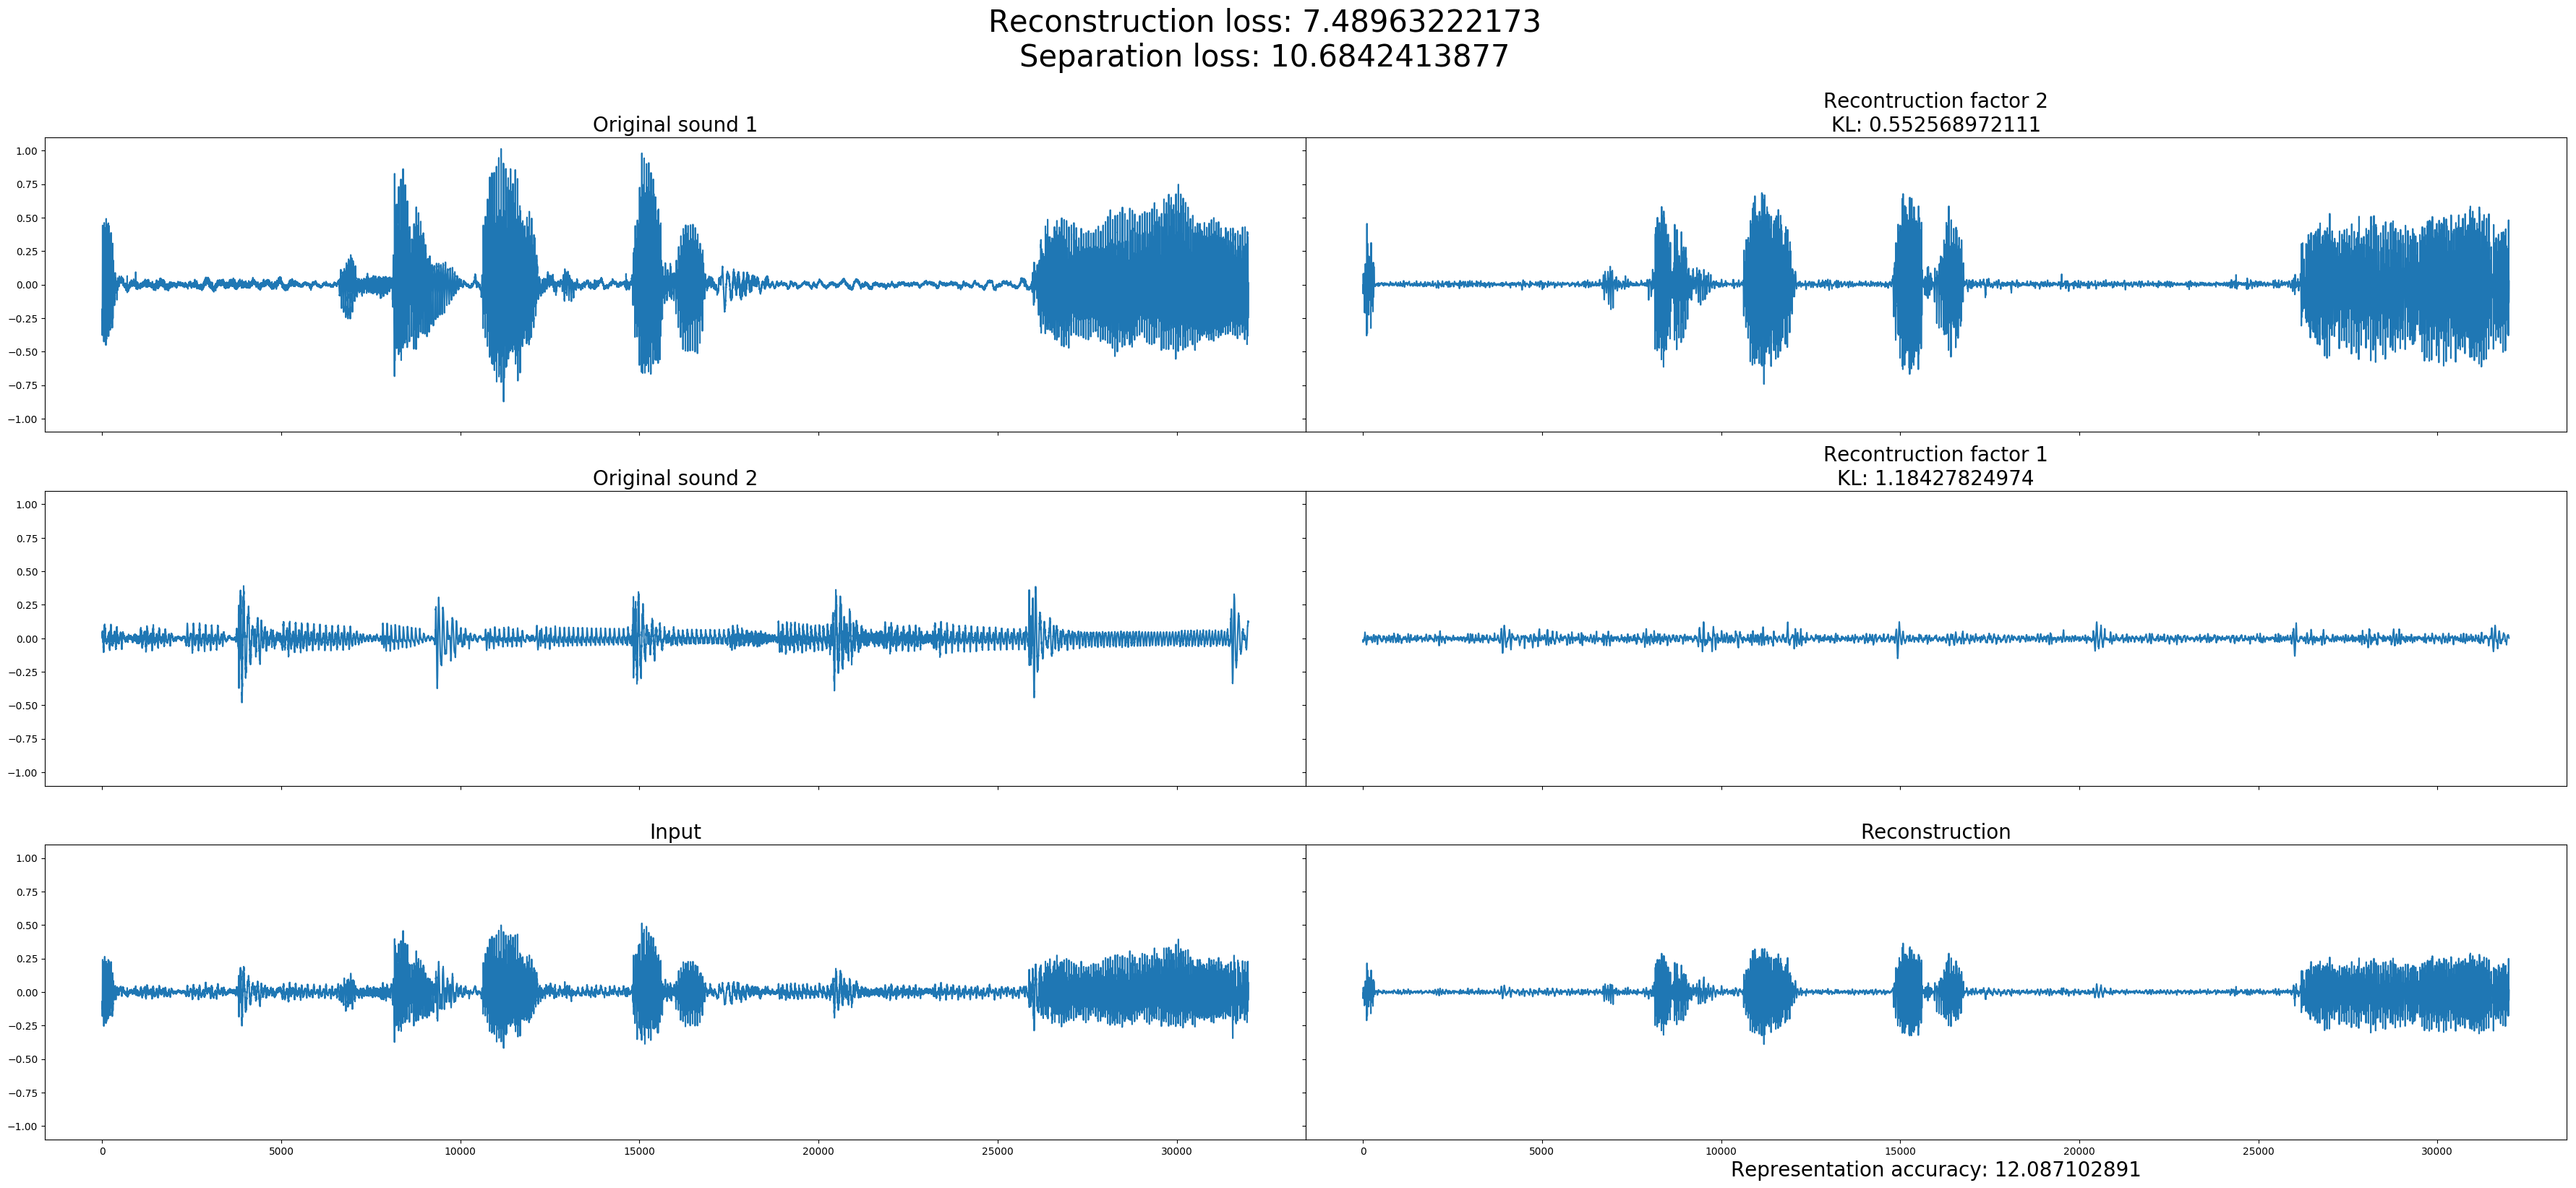 Reconstruction loss: 7.48963222173
Separation loss: 10.6842413877
Original sound 1
Recontruction factor 2
KL: 0.552568972111
1.00
0.75
0.50
0.25
0.00
−0.25
−0.50
−0.75
−1.00
Original sound 2
Recontruction factor 1
KL: 1.18427824974
1.00
0.75
0.50
0.25
0.00
−0.25
−0.50
−0.75
−1.00
Input
Reconstruction
1.00
0.75
0.50
0.25
0.00
−0.25
−0.50
−0.75
−1.00
0 5000 10000 15000 20000 25000 30000
0 5000 10000 15000 20000 25000 30000
Representation accuracy: 12.087102891